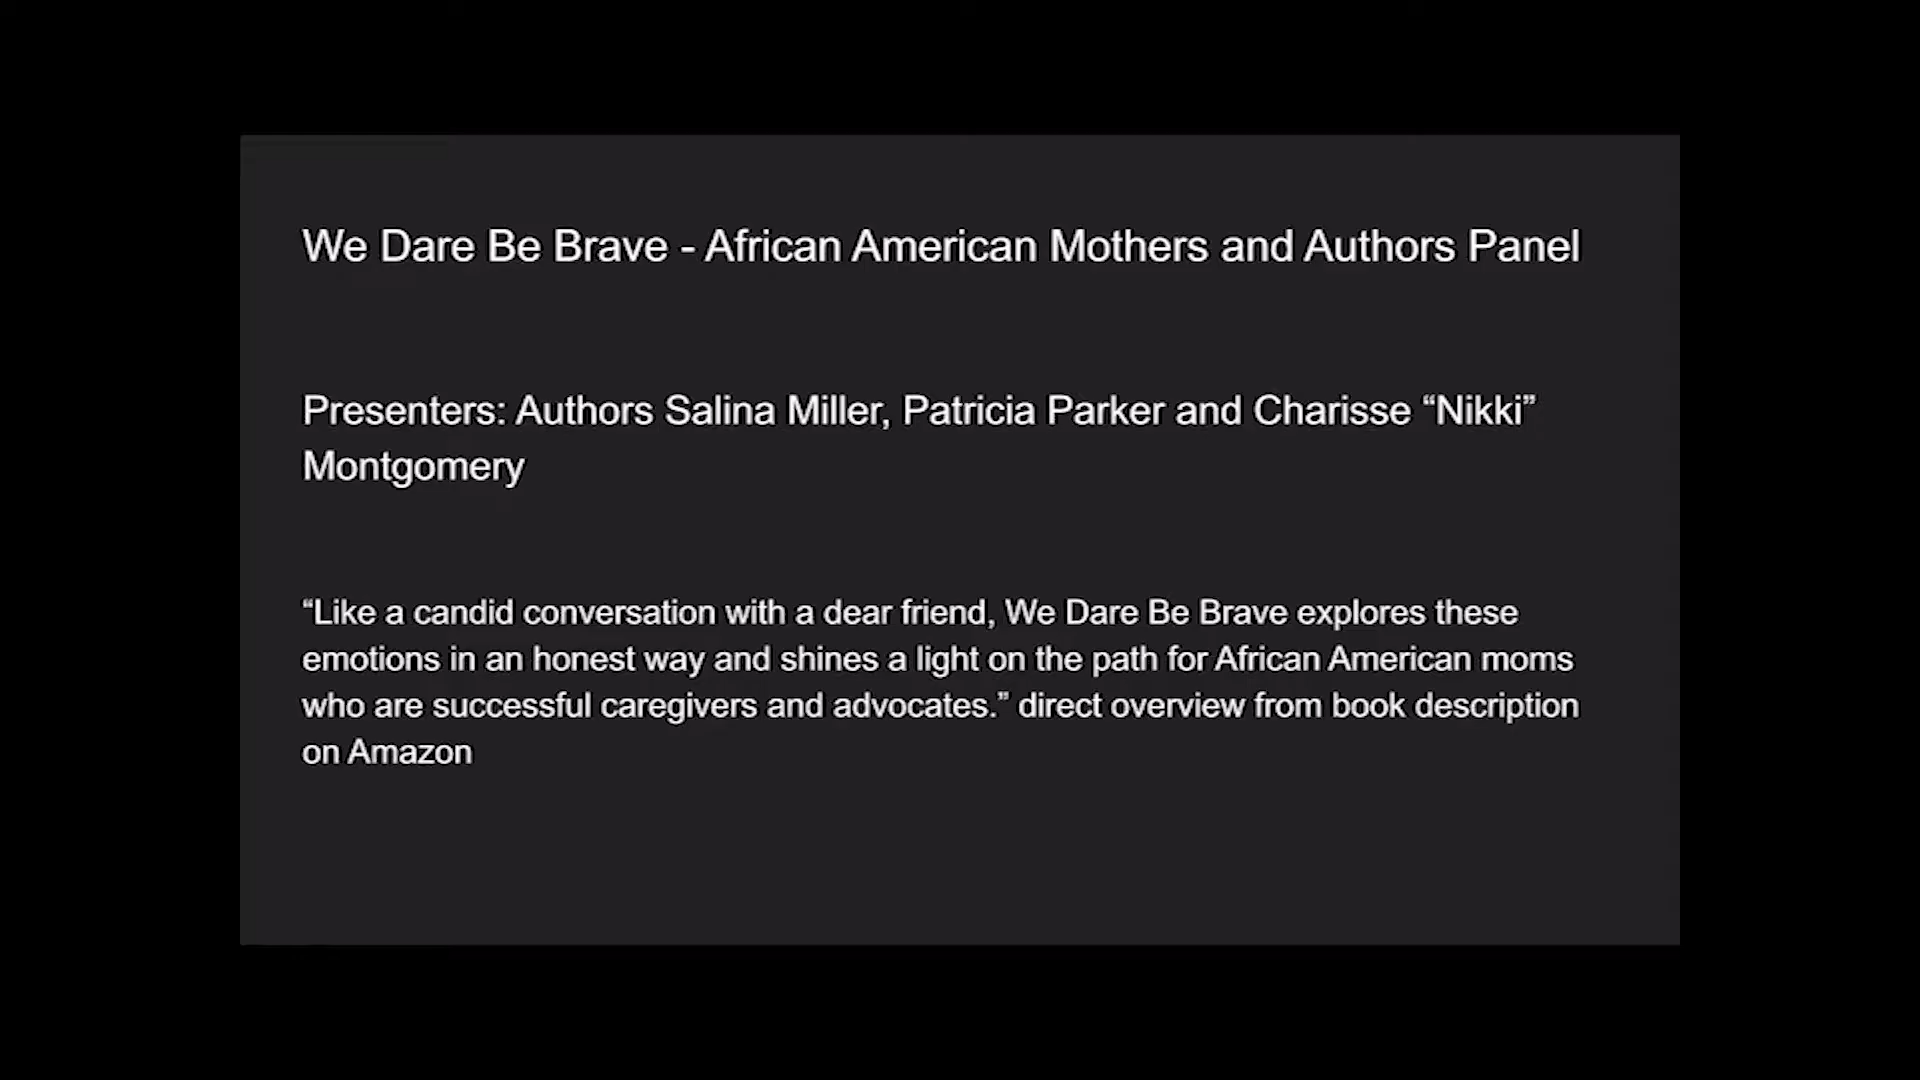 We Dare Be Brave - African American Mothers and Authors Panel
Presenters: Authors Salina Miller, Patricia Parker and Charisse “Nikki”
Montgomery
“Like a candid conversation with a dear friend, We Dare Be Brave explores these
emotions in an honest way and shines a light on the path for African American moms
who are successful caregivers and advocates.” direct overview from book description
on Amazon